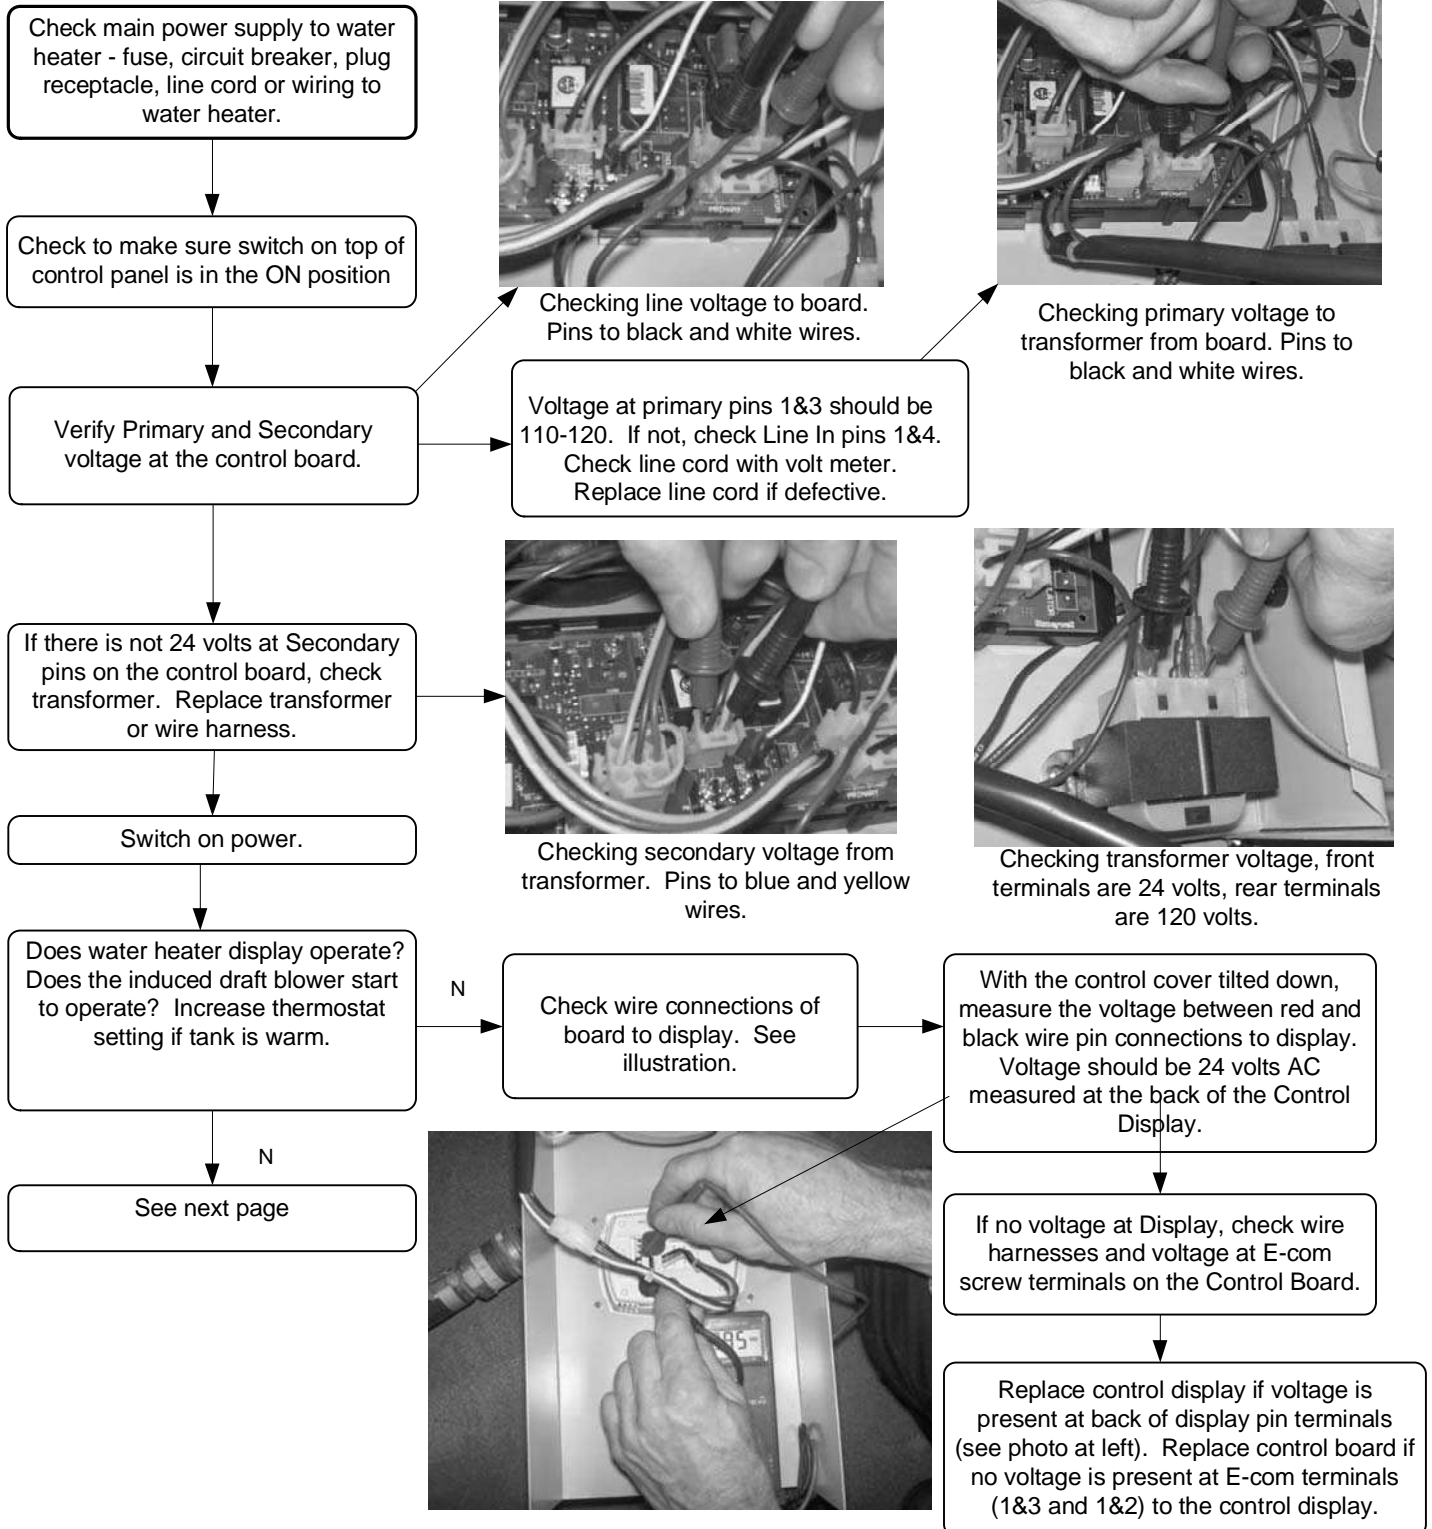 Check main power supply to water
heater - fuse, circuit breaker, plug
receptacle, line cord or wiring to
water heater.
Check to make sure switch on top of
control panel is in the ON position
Checking line voltage to board.
Pins to black and white wires.
Checking primary voltage to
transformer from board. Pins to
black and white wires.
Verify Primary and Secondary
voltage at the control board.
Voltage at primary pins 1&3 should be
110-120.  If not, check Line In pins 1&4.
Check line cord with volt meter.
Replace line cord if defective.
If there is not 24 volts at Secondary
pins on the control board, check
transformer.  Replace transformer
or wire harness.
Switch on power.
Checking secondary voltage from
transformer.  Pins to blue and yellow
wires.
Checking transformer voltage, front
terminals are 24 volts, rear terminals
are 120 volts.
Does water heater display operate?
Does the induced draft blower start
to operate?  Increase thermostat
setting if tank is warm.
N
Check wire connections of
board to display.  See
illustration.
With the control cover tilted down,
measure the voltage between red and
black wire pin connections to display.
Voltage should be 24 volts AC
measured at the back of the Control
Display.
N
See next page
If no voltage at Display, check wire
harnesses and voltage at E-com
screw terminals on the Control Board.
Replace control display if voltage is
present at back of display pin terminals
(see photo at left).  Replace control board if
no voltage is present at E-com terminals
(1&3 and 1&2) to the control display.